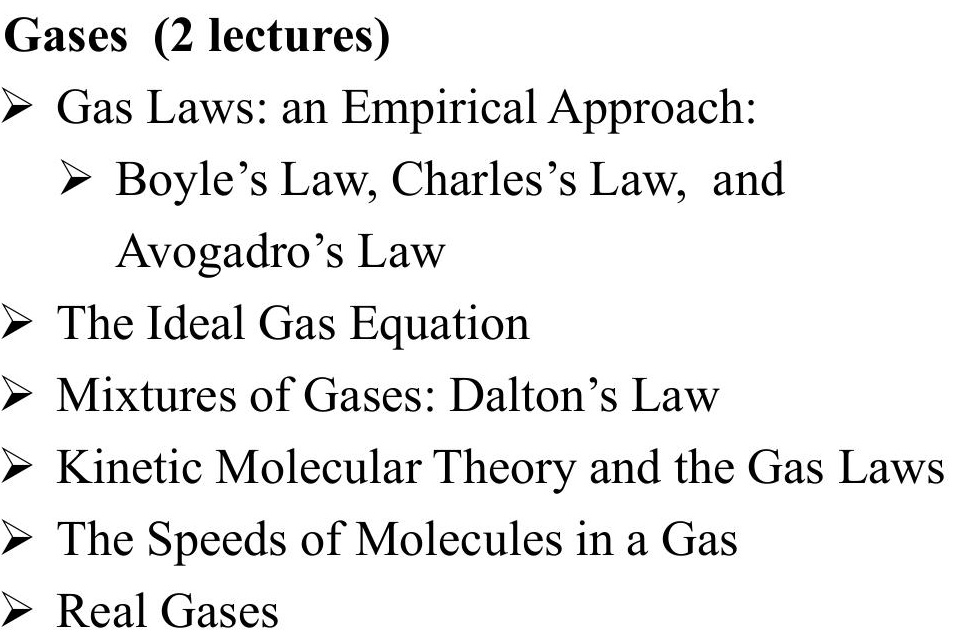 Gases  (2 lectures)
➢ Gas Laws: an Empirical Approach:
➢ Boyle’s Law, Charles’s Law,  and
Avogadro’s Law
➢ The Ideal Gas Equation
➢ Mixtures of Gases: Dalton’s Law
➢ Kinetic Molecular Theory and the Gas Laws
➢ The Speeds of Molecules in a Gas
➢ Real Gases